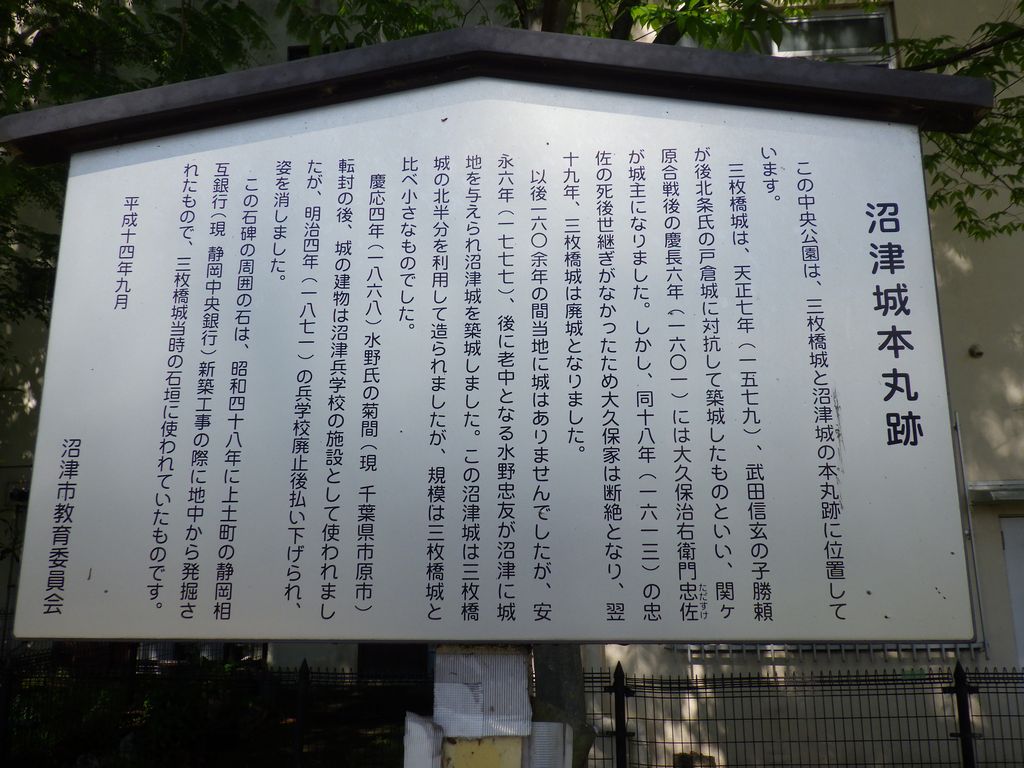 沼津城本丸跡
この中央公園は、三枚橋城と沼津城の本丸跡に位置して
います。
三枚橋城は、天正七年（一五七九）、武田信玄の子勝頼
が後北条氏の戸倉城に対抗して築城したものといい、関ヶ
原合戦後の慶長六年（一六〇一）には大久保治右衛門忠佐
ただすけ
が城主になりました。しかし、同十八年（一六一三）の忠
佐の死後世継ぎがなかったため大久保家は断絶となり、翌
十九年、三枚橋城は廃城となりました。
以後一六〇余年の間当地に城はありませんでしたが、安
永六年（一七七七）、後に老中となる水野忠友が沼津に城
地を与えられ沼津城を築城しました。この沼津城は三枚橋
城の北半分を利用して造られましたが、規模は三枚橋城と
比べ小さなものでした。
慶応四年（一八六八）水野氏の菊間（現 千葉県市原市）
転封の後、城の建物は沼津兵学校の施設として使われまし
たが、明治四年（一八七一）の兵学校廃止後払い下げられ、
姿を消しました。
この石碑の周囲の石は、昭和四十八年に上土町の静岡相
互銀行（現 静岡中央銀行）新築工事の際に地中から発掘さ
れたもので、三枚橋城当時の石垣に使われていたものです。
平成十四年九月
沼津市教育委員会